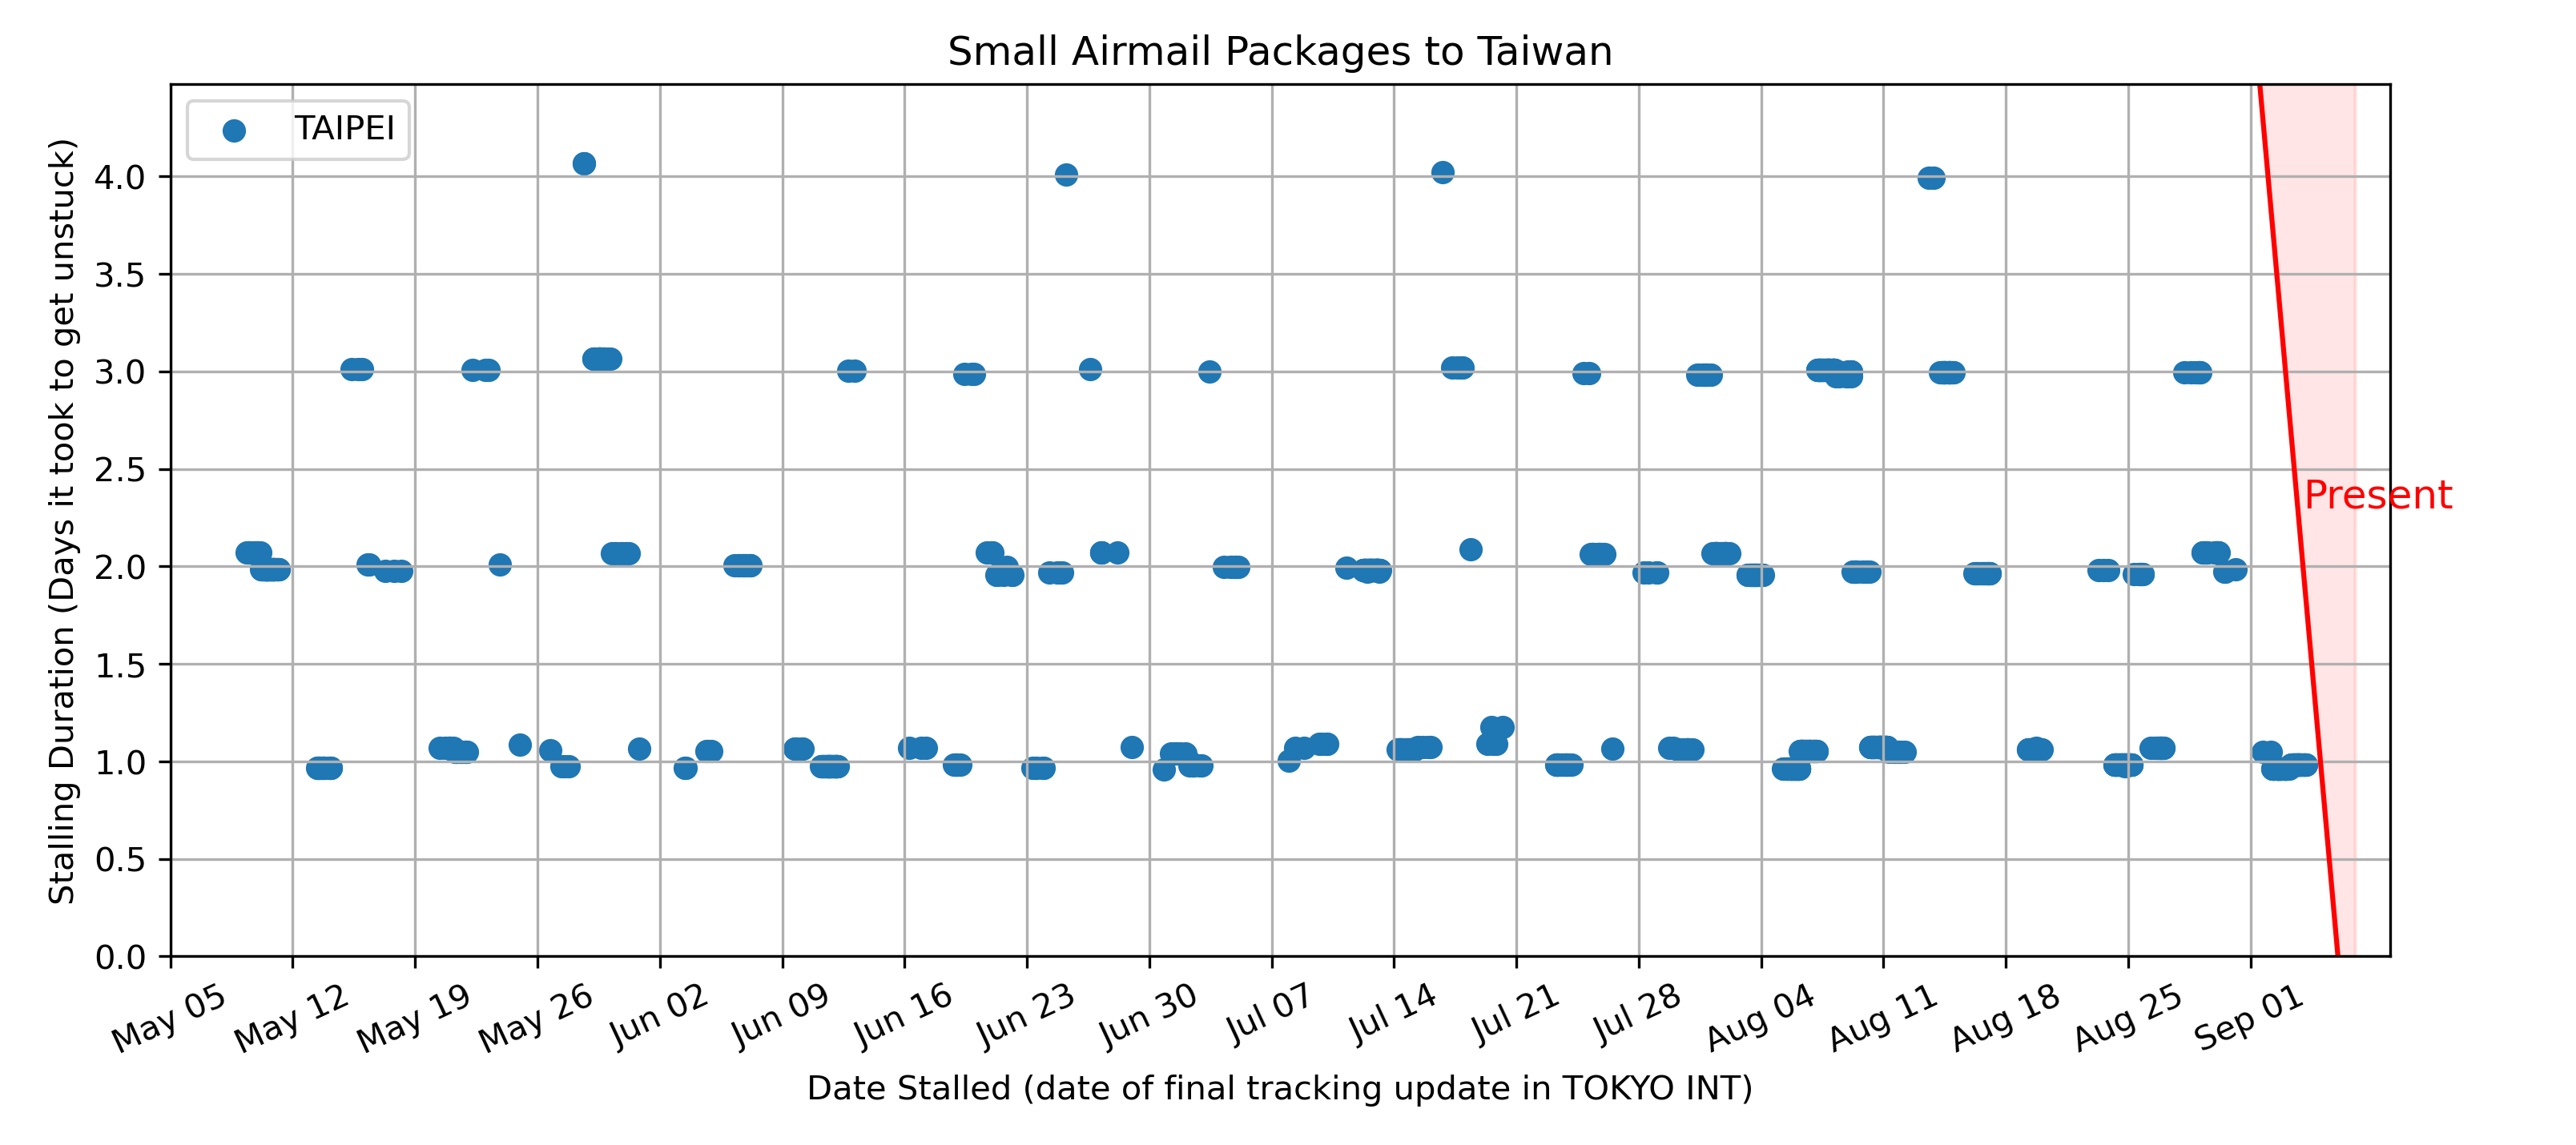 Small Airmail Packages to Taiwan
TAIPEI
Stalling Duration (Days it took to get unstuck)
4.0
3.5
3.0
2.5
2.0
1.5
1.0
0.5
0.0
Present
May 05
May 12
May 19
May 26
Jun 02
Jun 09
Jun 16
Jun 23
Jun 30
Jul 07
Jul 14
Jul 21
Jul 28
Aug 04
Aug 11
Aug 18
Aug 25
Sep 01
Date Stalled (date of final tracking update in TOKYO INT)